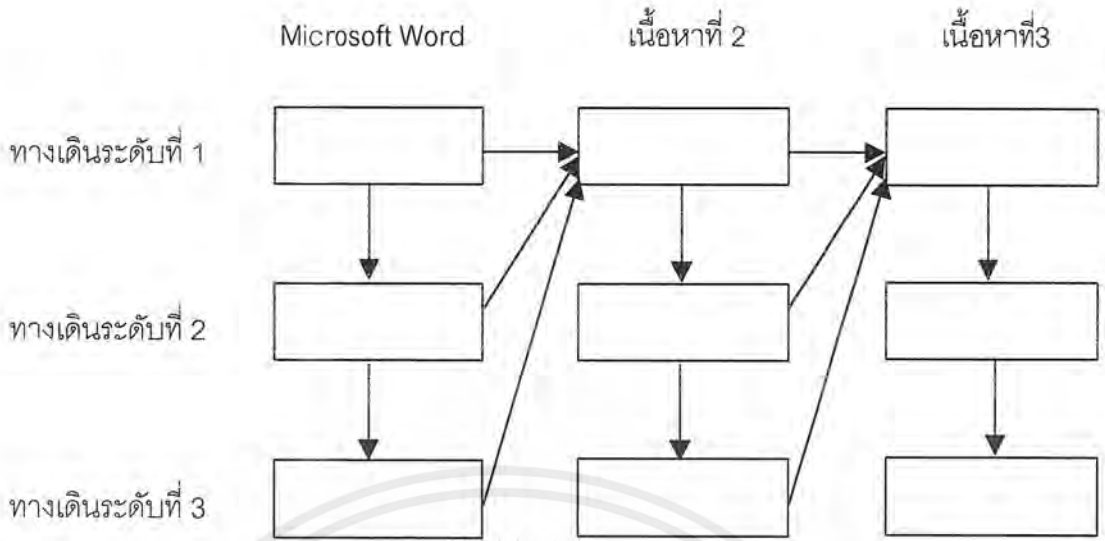 Microsoft Word เนื้อหาที่ 2 เนื้อหาที่3
ทางเดินระดับที่ 1
ทางเดินระดับที่ 2
ทางเดินระดับที่ 3